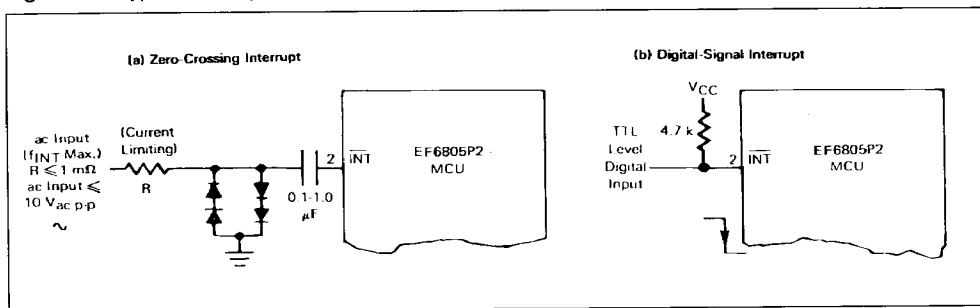 (a) Zero-Crossing Interrupt
ac Input
(fINT Max.)
R ≤ 1 mΩ
ac Input ≤
10 Vac p-p
∼
(Current
Limiting)
R
0.1-1.0
μF
2
INT
EF6805P2
MCU
(b) Digital-Signal Interrupt
VCC
TTL
Level
Digital
Input
4.7 k
2
INT
EF6805P2
MCU